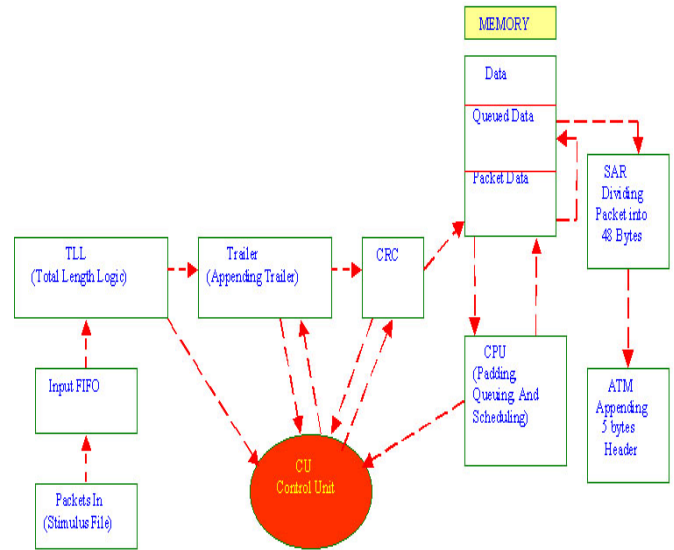 MEMORY
Data
Queued Data
Packet Data
SAR
Dividing
Packet into
48 Bytes
TLL
(Total Length Logic)
Trailer
(Appending Trailer)
CRC
CPU
(Padding,
Queuing, And
Scheduling)
ATM
Appending
5 bytes
Header
Input FIFO
CU
Control Unit
Packets In
(Stimulus File)